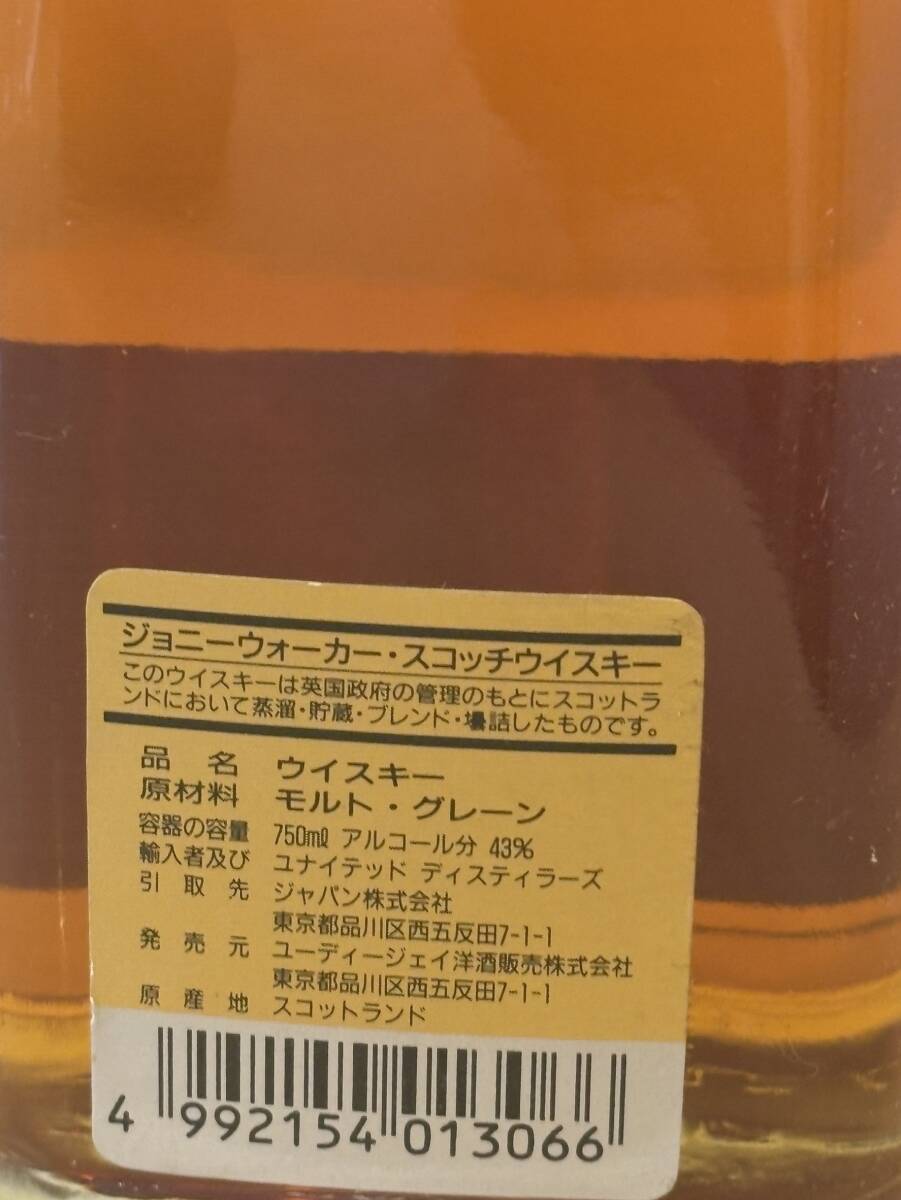 ジョニーウォーカー・スコッチウイスキー
このウイスキーは英国政府の管理のもとにスコットラ
ンドにおいて蒸溜・貯蔵・ブレンド・壜詰したものです。
品名 ウイスキー
原材料 モルト・グレーン
容器の容量 750ml アルコール分 43%
輸入者及び ユナイテッド ディスティラーズ
引取先 ジャパン株式会社
東京都品川区西五反田7-1-1
発売元 ユーディージェイ洋酒販売株式会社
東京都品川区西五反田7-1-1
原産地 スコットランド
4 992154 013066